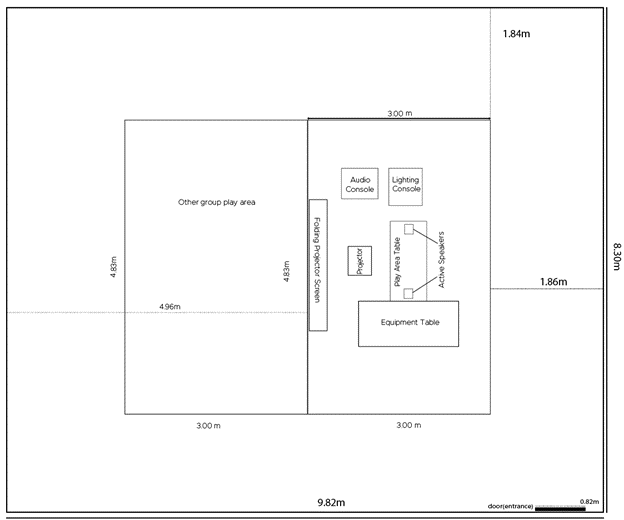 1.84m
3.00 m
Audio
Console
Lighting
Console
Other group play area
Folding Projector Screen
Projector
Play Area Table
Active Speakers
4.83m
4.83m
8.30m
1.86m
4.96m
Equipment Table
3.00 m
3.00 m
9.82m
door(entrance)
0.82m